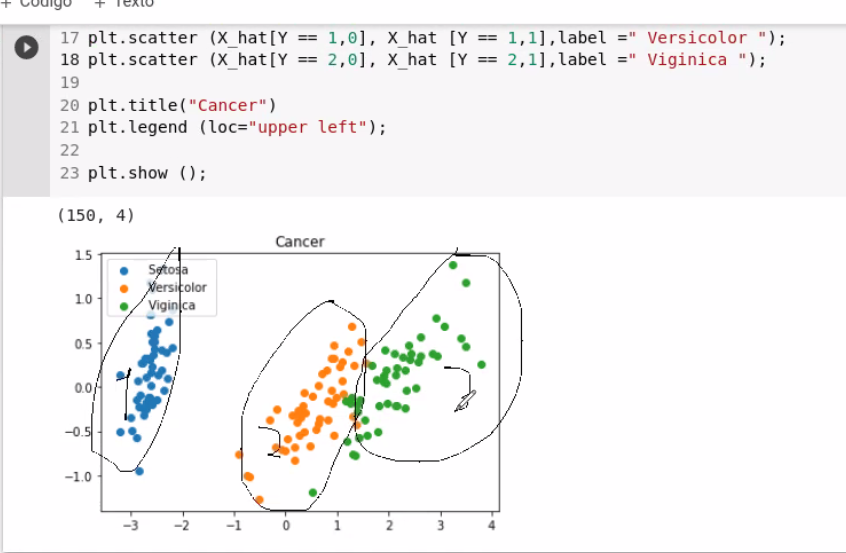 + Código + Texto
17 plt.scatter (X_hat[Y == 1,0], X_hat [Y == 1,1],label =" Versicolor ");
18 plt.scatter (X_hat[Y == 2,0], X_hat [Y == 2,1],label =" Viginica ");
19
20 plt.title("Cancer")
21 plt.legend (loc="upper left");
22
23 plt.show ();
(150, 4)
Cancer
Setosa
Versicolor
Viginica
1.5
1.0
0.5
0.0
−0.5
−1.0
−3 −2 −1 0 1 2 3 4